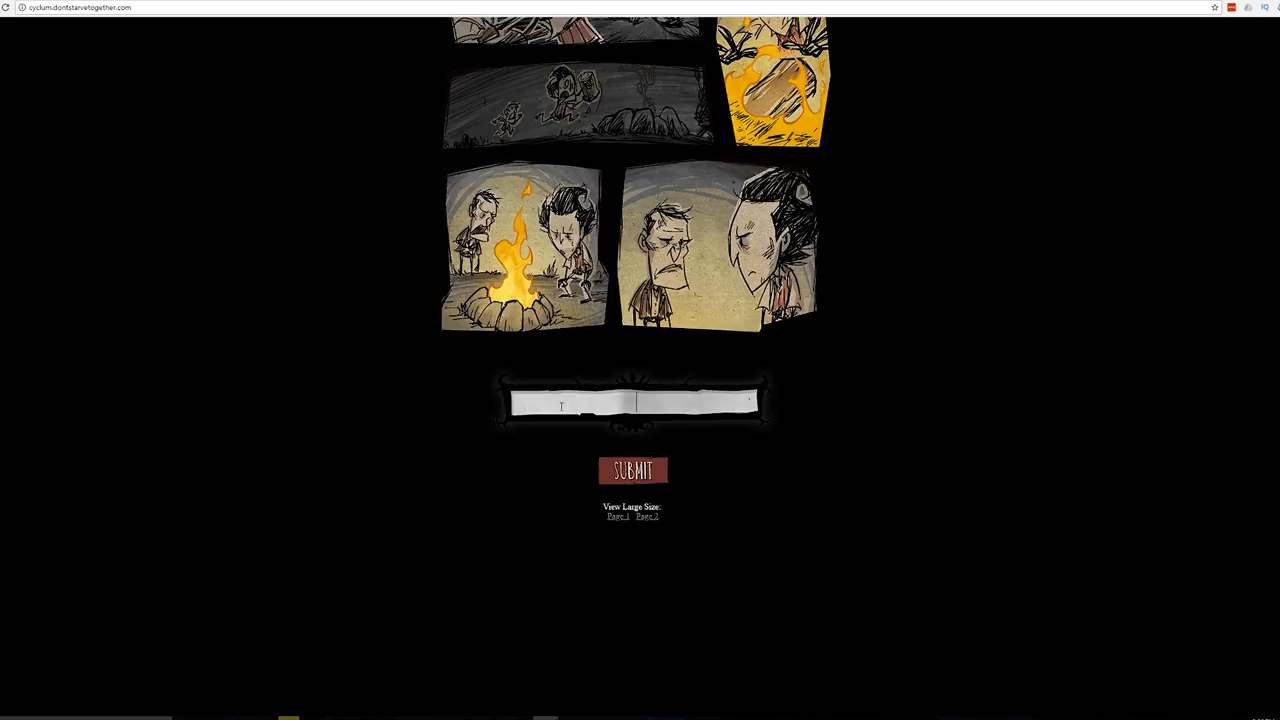 cyclum.dontstarvetogether.com
SUBMIT
View Large Size:
Page 1 Page 2